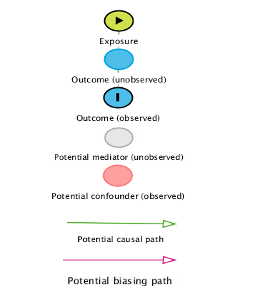 Exposure
Outcome (unobserved)
Outcome (observed)
Potential mediator (unobserved)
Potential confounder (observed)
Potential causal path
Potential biasing path